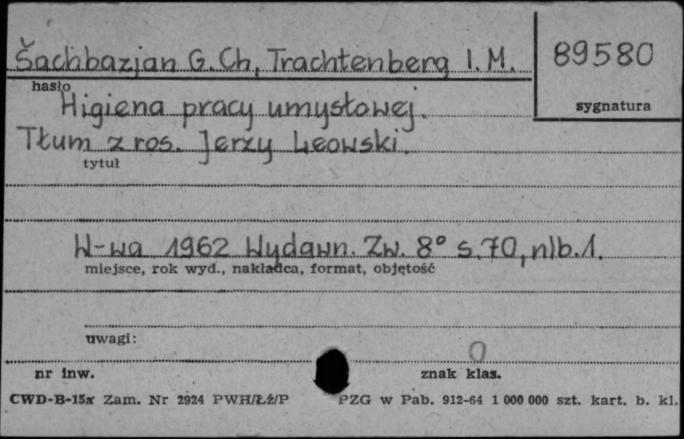 Šachbazjan G. Ch, Trachtenberg I. M.
89580
hasło
sygnatura
Higiena pracy umysłowej.
Tłum z ros. Jerzy Leowski.
tytuł
W-wa 1962 Wydawn. Zw. 8° s. 70, nlb. 1.
miejsce, rok wyd., nakładca, format, objętość
uwagi:
0
nr inw.
znak klas.
CWD-B-15x Zam. Nr 2924 PWH/Łź/P
PZG w Pab. 912-64 1 000 000 szt. kart. b. kl.